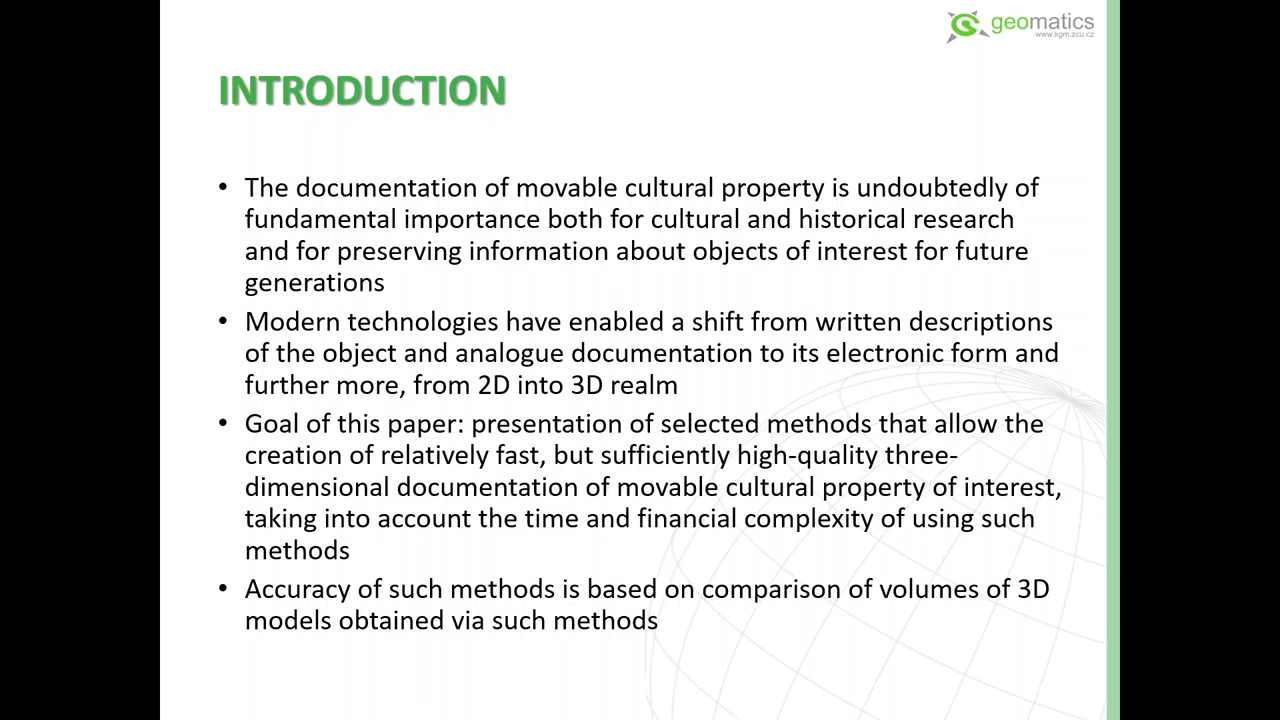 geomatics
www.kgm.zcu.cz
INTRODUCTION
• The documentation of movable cultural property is undoubtedly of
fundamental importance both for cultural and historical research
and for preserving information about objects of interest for future
generations
• Modern technologies have enabled a shift from written descriptions
of the object and analogue documentation to its electronic form and
further more, from 2D into 3D realm
• Goal of this paper: presentation of selected methods that allow the
creation of relatively fast, but sufficiently high-quality three-
dimensional documentation of movable cultural property of interest,
taking into account the time and financial complexity of using such
methods
• Accuracy of such methods is based on comparison of volumes of 3D
models obtained via such methods